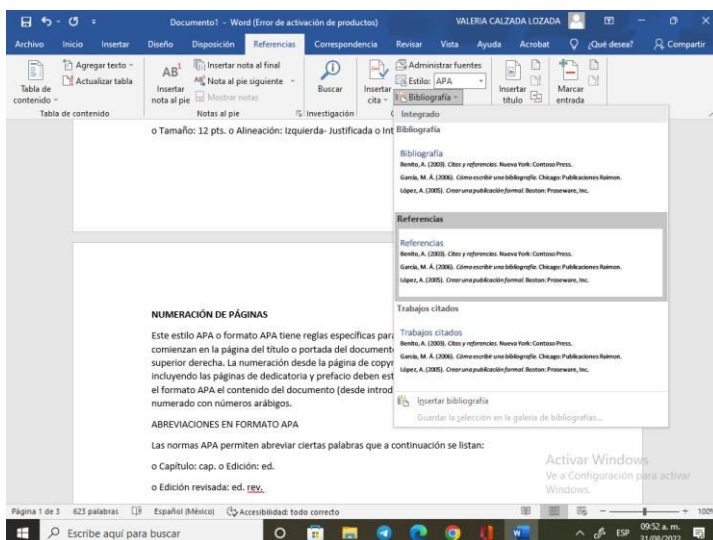 Documento1 - Word (Error de activación de productos)
VALERIA CALZADA LOZADA
Archivo Inicio Insertar Diseño Disposición Referencias Correspondencia Revisar Vista Ayuda Acrobat ¿Qué desea? Compartir
Tabla de contenido
Agregar texto
Actualizar tabla
Tabla de contenido
AB1
Insertar nota al pie
Insertar nota al final
Nota al pie siguiente
Mostrar notas
Notas al pie
Buscar
Investigación
Insertar cita
Administrar fuentes
Estilo: APA
Bibliografía
Insertar título
Marcar entrada
Integrado
Bibliografía
Bibliografía
Benito, A. (2003). Citas y referencias. Nueva York: Contoso Press.
García, M. Á. (2006). Cómo escribir una bibliografía. Chicago: Publicaciones Raimon.
López, A. (2005). Crear una publicación formal. Boston: Proseware, Inc.
Referencias
Referencias
Benito, A. (2003). Citas y referencias. Nueva York: Contoso Press.
García, M. Á. (2006). Cómo escribir una bibliografía. Chicago: Publicaciones Raimon.
López, A. (2005). Crear una publicación formal. Boston: Proseware, Inc.
Trabajos citados
Trabajos citados
Benito, A. (2003). Citas y referencias. Nueva York: Contoso Press.
García, M. Á. (2006). Cómo escribir una bibliografía. Chicago: Publicaciones Raimon.
López, A. (2005). Crear una publicación formal. Boston: Proseware, Inc.
Insertar bibliografía
Guardar la selección en la galería de bibliografías...
o Tamaño: 12 pts. o Alineación: Izquierda- Justificada o Int
NUMERACIÓN DE PÁGINAS
Este estilo APA o formato APA tiene reglas específicas par
comienzan en la página del título o portada del document
superior derecha. La numeración desde la página de copyr
incluyendo las páginas de dedicatoria y prefacio deben est
el formato APA el contenido del documento (desde introd
numerado con números arábigos.
ABREVIACIONES EN FORMATO APA
Las normas APA permiten abreviar ciertas palabras que a continuación se listan:
o Capítulo: cap. o Edición: ed.
o Edición revisada: ed. rev.
Activar Windows
Ve a Configuración para activar
Windows.
Página 1 de 3 623 palabras Español (México) Accesibilidad: todo correcto 100%
Escribe aquí para buscar
ESP
09:52 a. m.
31/08/2022